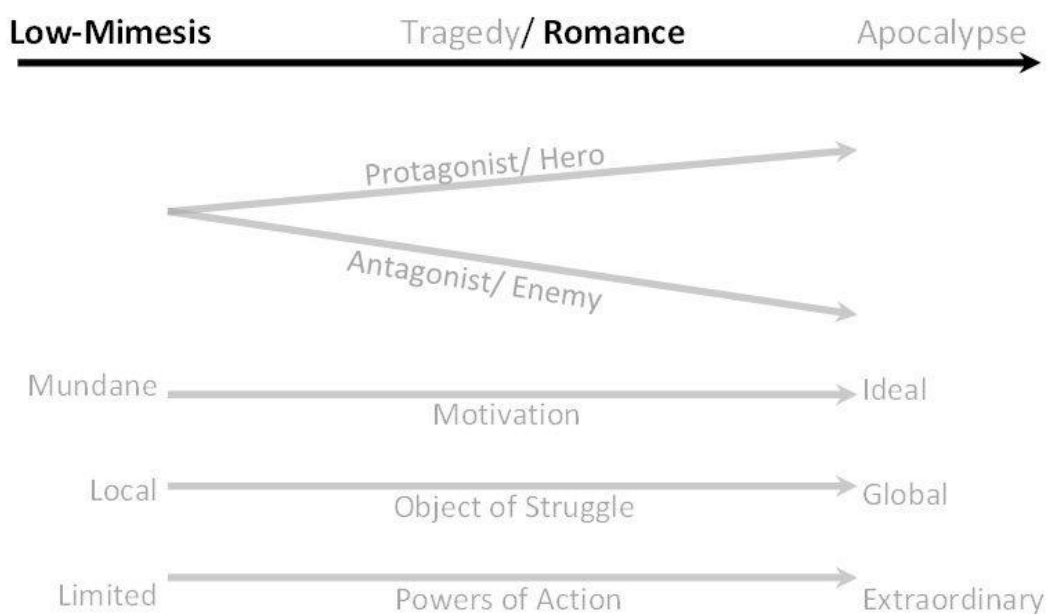 Low-Mimesis Tragedy/ Romance Apocalypse
Protagonist/ Hero
Antagonist/ Enemy
Mundane Ideal
Motivation
Local Global
Object of Struggle
Limited Extraordinary
Powers of Action